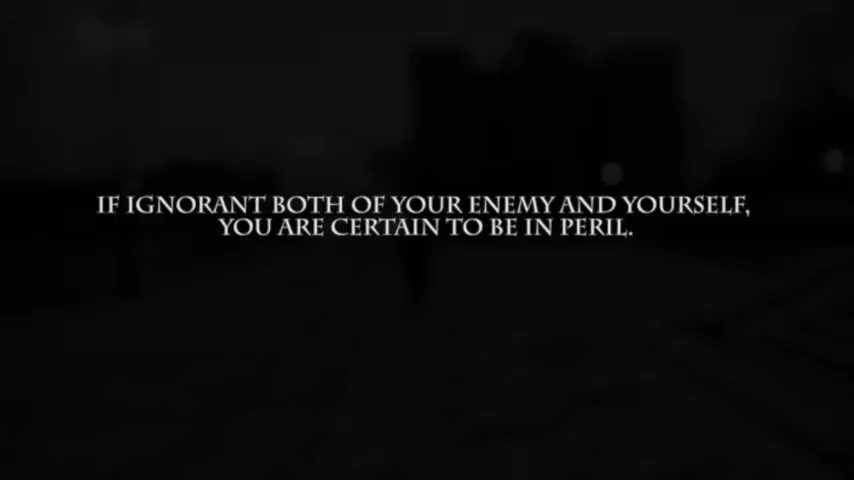 IF IGNORANT BOTH OF YOUR ENEMY AND YOURSELF,
YOU ARE CERTAIN TO BE IN PERIL.